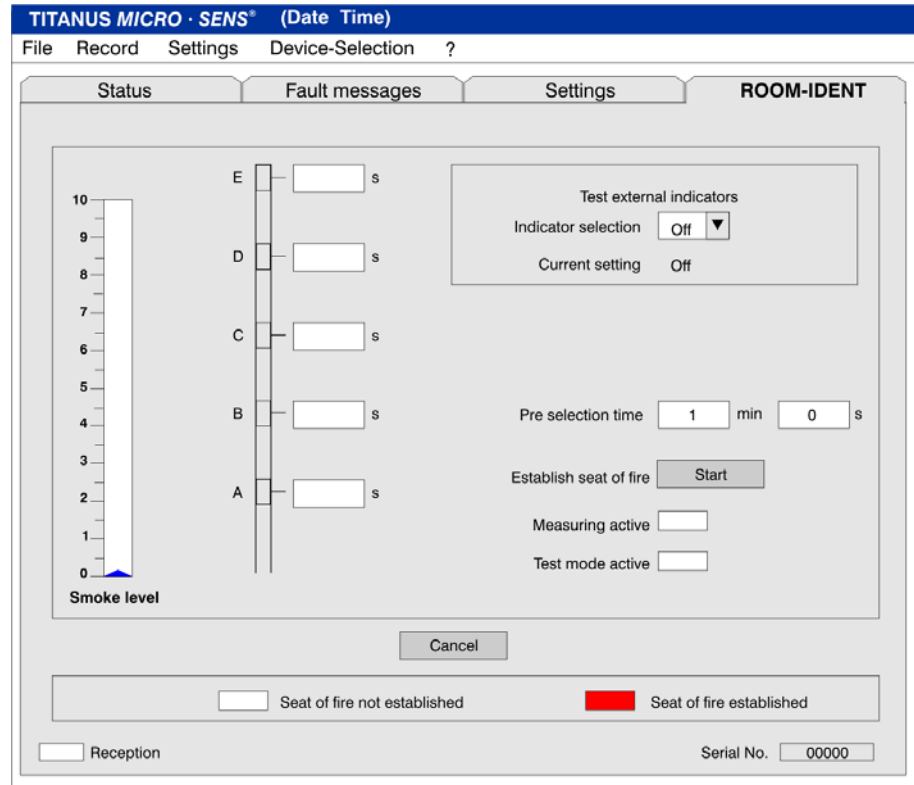 TITANUS MICRO · SENS® (Date Time)
File Record Settings Device-Selection ?
Status Fault messages Settings ROOM-IDENT
E s
D s
C s
B s
A s
10
9
8
7
6
5
4
3
2
1
0
Smoke level
Test external indicators
Indicator selection Off
Current setting Off
Pre selection time 1 min 0 s
Establish seat of fire Start
Measuring active
Test mode active
Cancel
Seat of fire not established Seat of fire established
Reception Serial No. 00000